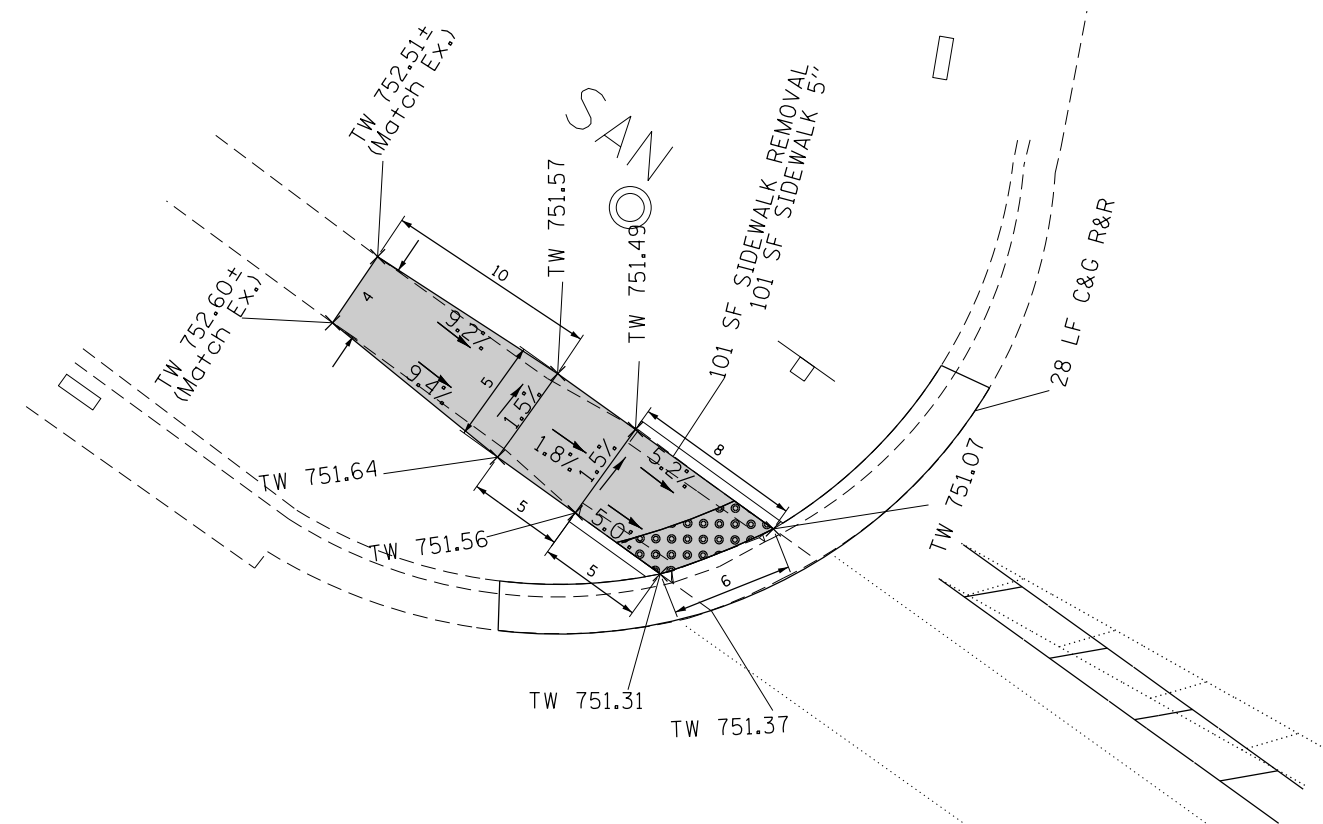 TW 752.51±
(Match Ex.)
SAN
TW 751.57
TW 751.49
101 SF SIDEWALK REMOVAL,
101 SF SIDEWALK 5"
28 LF C&G R&R
TW 752.60±
(Match Ex.)
10
4
9.2%
9.4%
5
1.5%
1.8%
1.5%
5.2%
8
5.0
TW 751.64
5
TW 751.56
5
6
TW 751.07
TW 751.31
TW 751.37